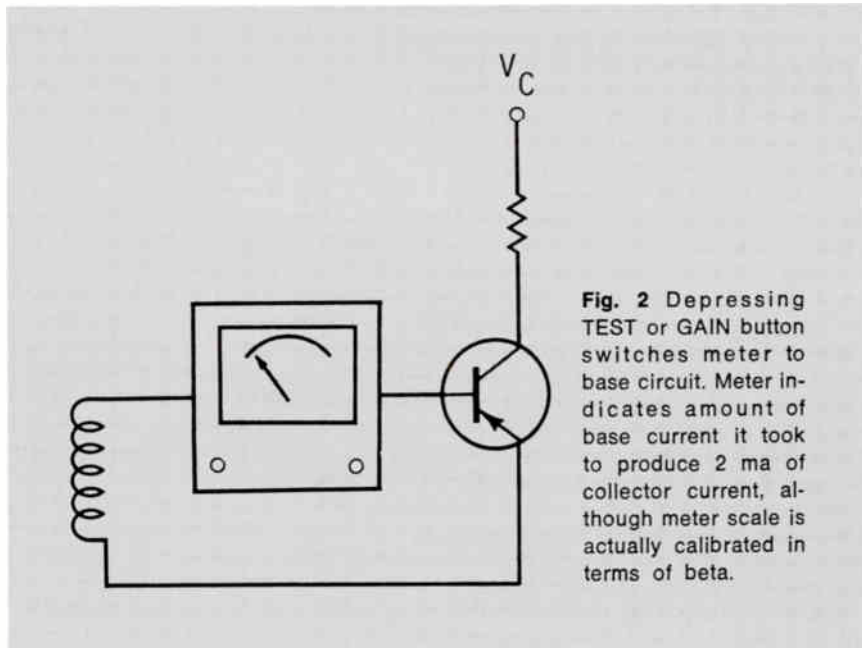 V_C
Fig. 2 Depressing
TEST or GAIN button
switches meter to
base circuit. Meter in-
dicates amount of
base current it took
to produce 2 ma of
collector current, al-
though meter scale is
actually calibrated in
terms of beta.